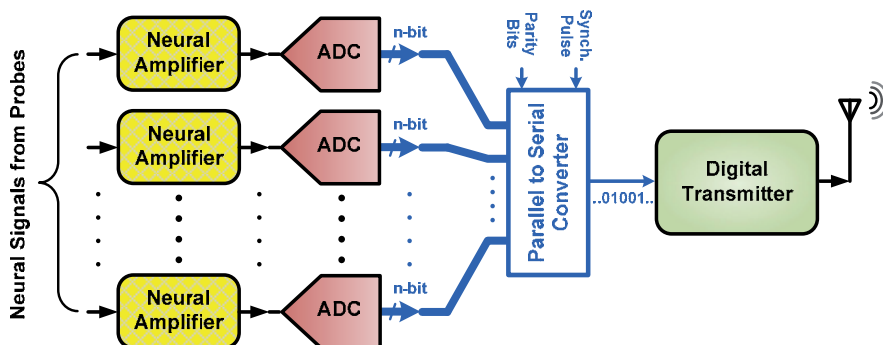 Neural Signals from Probes
Neural
Amplifier
ADC
n-bit
Neural
Amplifier
ADC
n-bit
Neural
Amplifier
ADC
n-bit
Parity
Bits
Synch.
Pulse
Parallel to Serial
Converter
..01001..
Digital
Transmitter